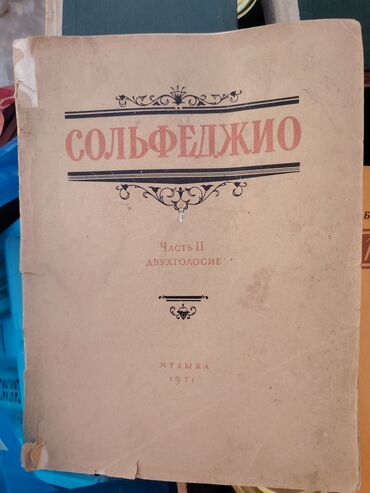 СОЛЬФЕДЖИО
Часть II
ДВУХГОЛОСИЕ
МУЗЫКА
1971
Б